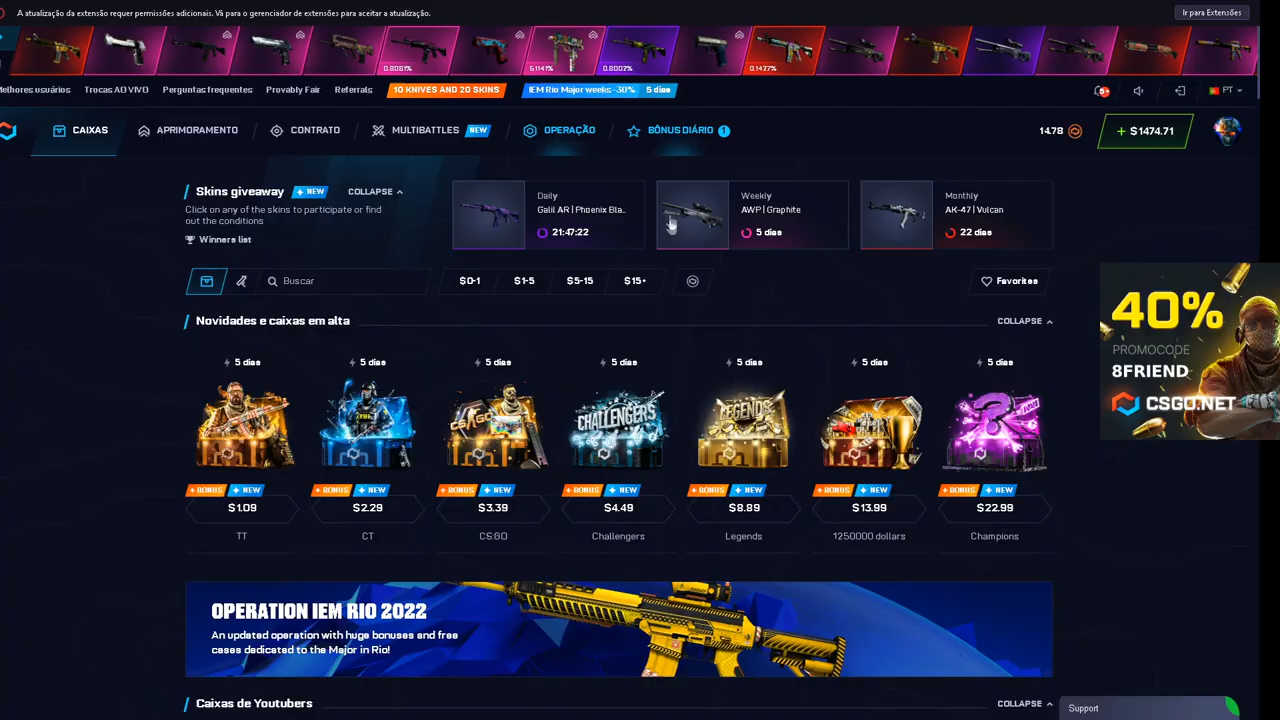 A atualização da extensão requer permissões adicionais. Vá para o gerenciador de extensões para aceitar a atualização.
Ir para Extensões
0.8081%
5.1141%
0.8002%
0.1427%
Melhores usuários
Trocas AO VIVO
Perguntas frequentes
Provably Fair
Referrals
10 KNIVES AND 20 SKINS
IEM Rio Major weeks -30%
5 dias
PT
CAIXAS
APRIMORAMENTO
CONTRATO
MULTIBATTLES
NEW
OPERAÇÃO
BÔNUS DIÁRIO
1
14.78
+ $1474.71
Skins giveaway
NEW
COLLAPSE
Click on any of the skins to participate or find
out the conditions
Winners list
Daily
Galil AR | Phoenix Bla...
21:47:22
Weekly
AWP | Graphite
5 dias
Monthly
AK-47 | Vulcan
22 dias
Buscar
$0-1
$1-5
$5-15
$15+
Favorites
Novidades e caixas em alta
COLLAPSE
5 dias
5 dias
5 dias
5 dias
5 dias
5 dias
5 dias
CS:GO
CHALLENGERS
LEGENDS
+ BONUS
NEW
+ BONUS
NEW
+ BONUS
NEW
+ BONUS
NEW
+ BONUS
NEW
+ BONUS
NEW
+ BONUS
NEW
$1.09
$2.29
$3.39
$4.49
$8.89
$13.99
$22.99
TT
CT
CS:GO
Challengers
Legends
1250000 dollars
Champions
40%
PROMOCODE
8FRIEND
CSGO.NET
OPERATION IEM RIO 2022
An updated operation with huge bonuses and free
cases dedicated to the Major in Rio!
Caixas de Youtubers
COLLAPSE
Support